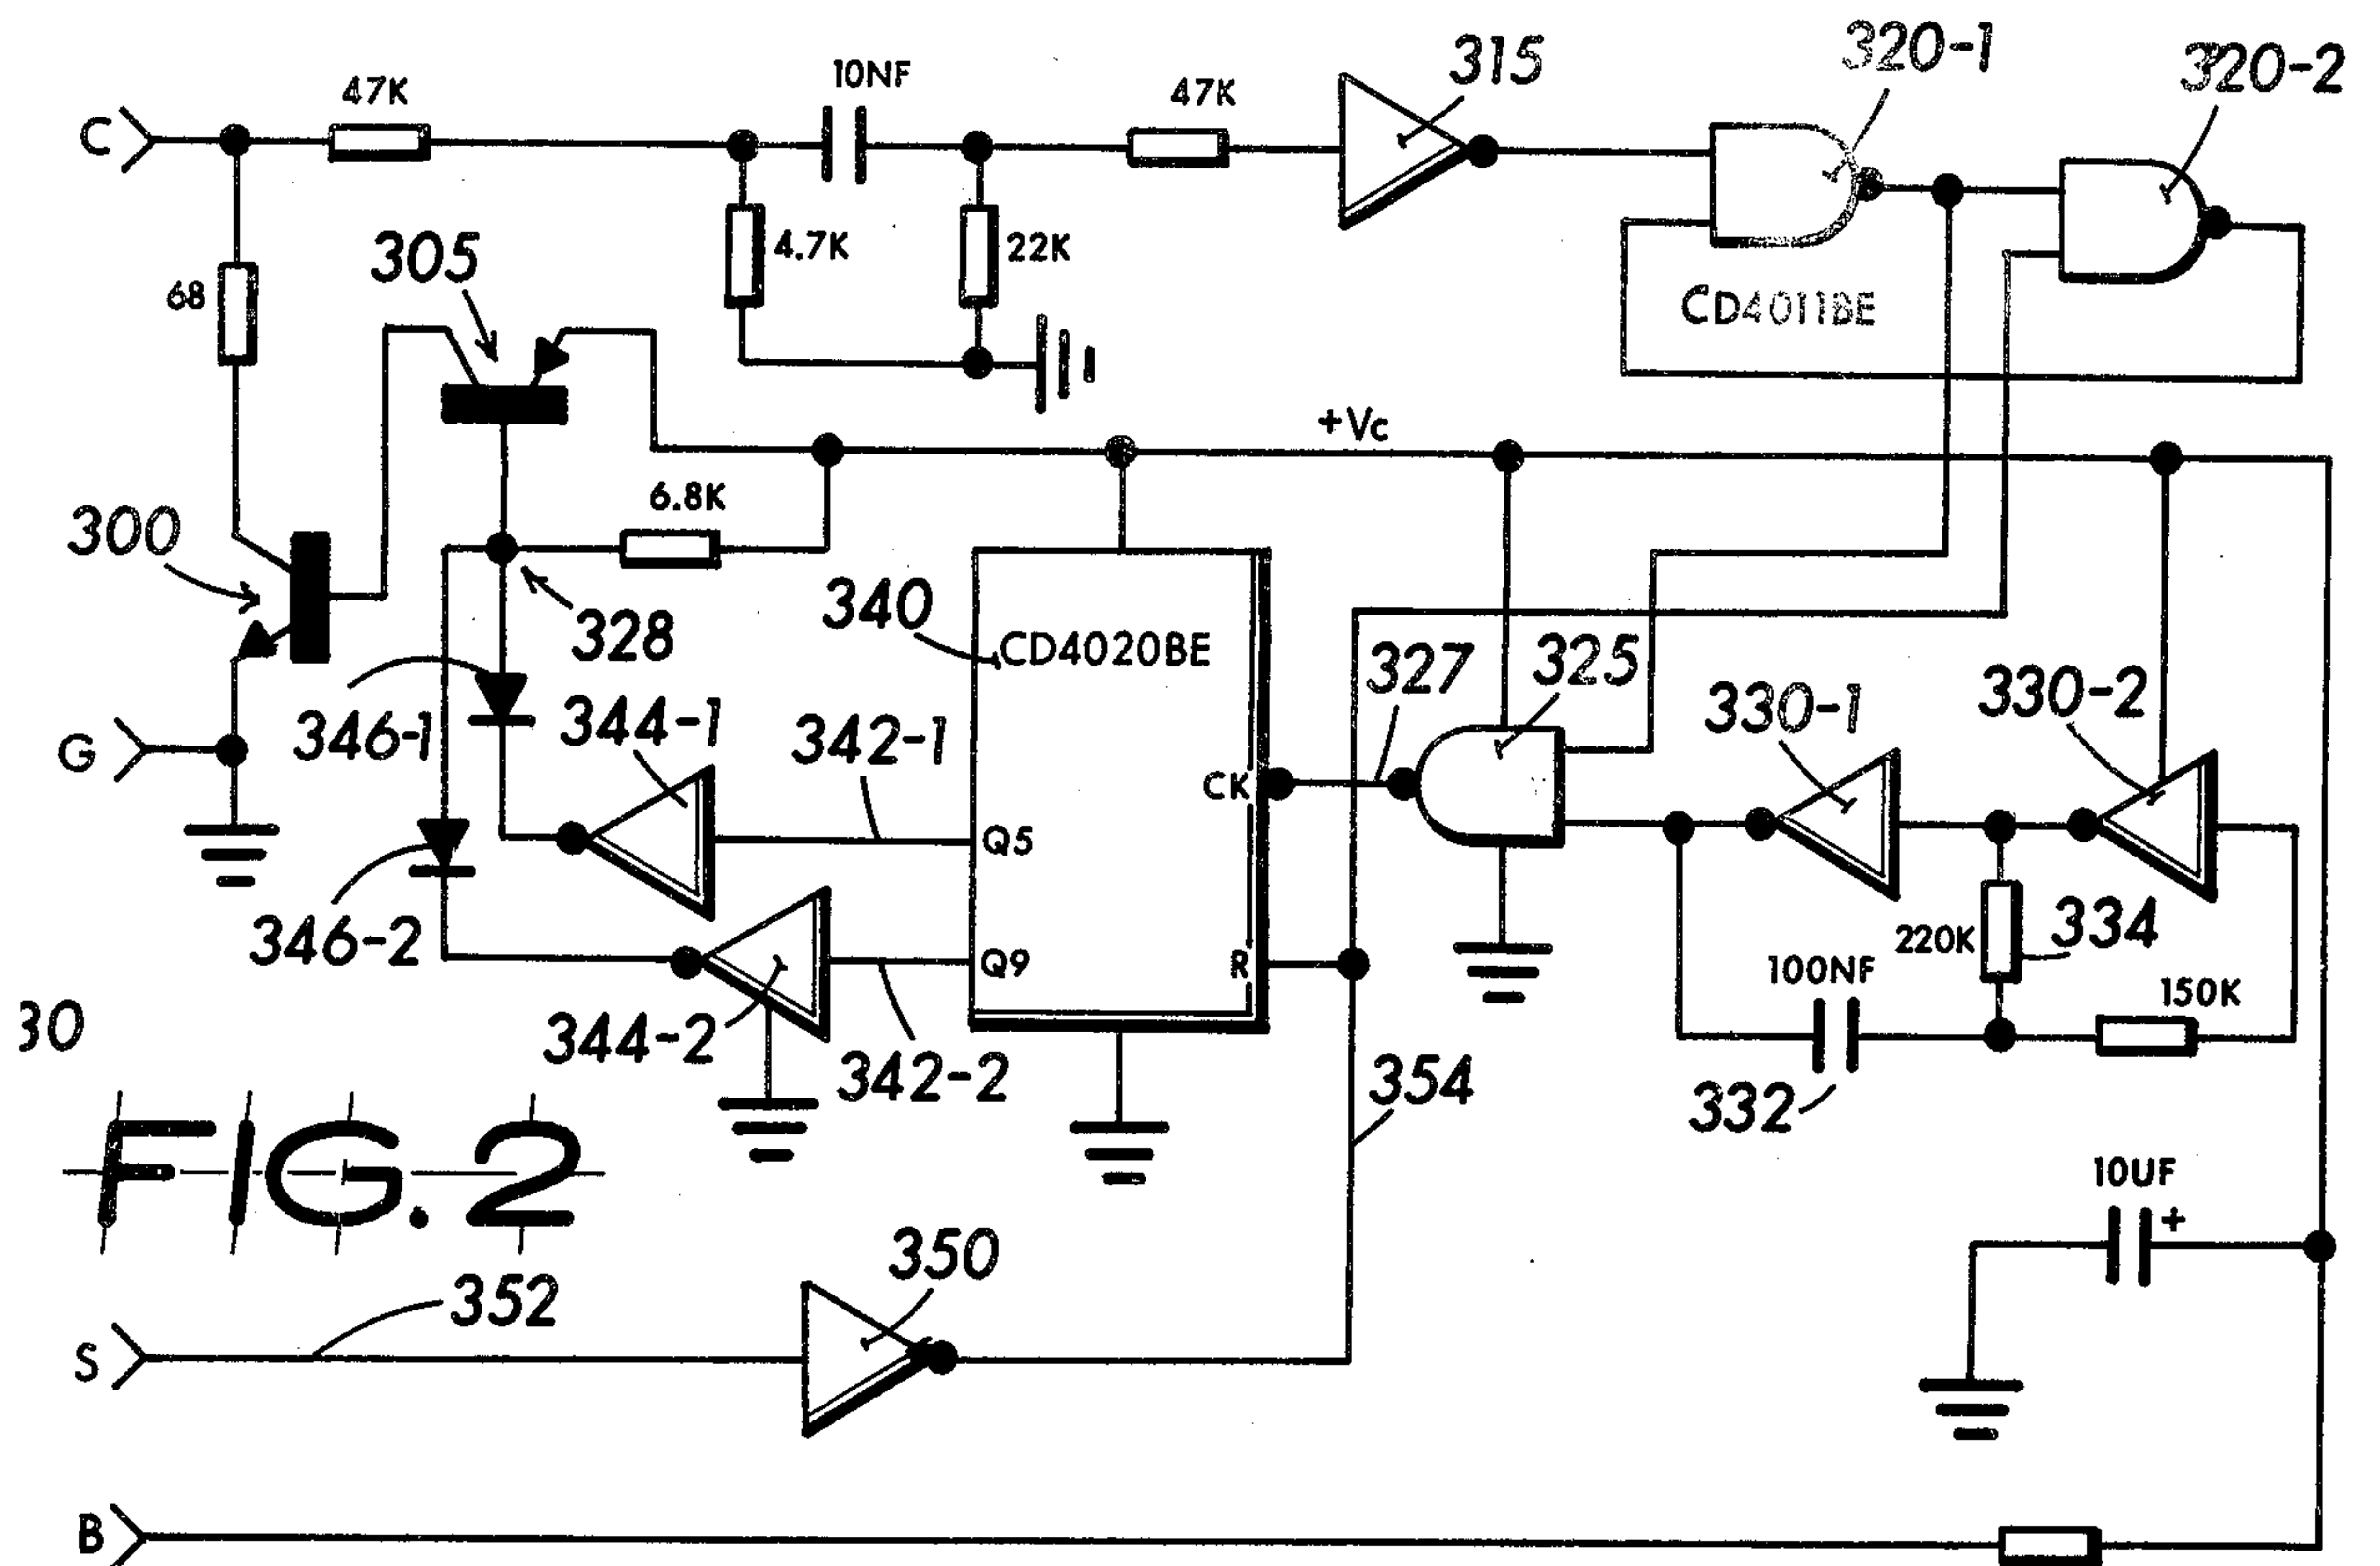 320-1
315
320-2
10NF
47K
47K
C
305
4.7K
22K
68
CD4011BE
+Vc
6.8K
300
340
328
CD4020BE
327
325
330-1
330-2
346-1
344-1
342-1
G
CK
Q5
346-2
220K
334
Q9
R
100NF
150K
30
344-2
342-2
354
332
FIG. 2
10UF
+
350
352
S
B